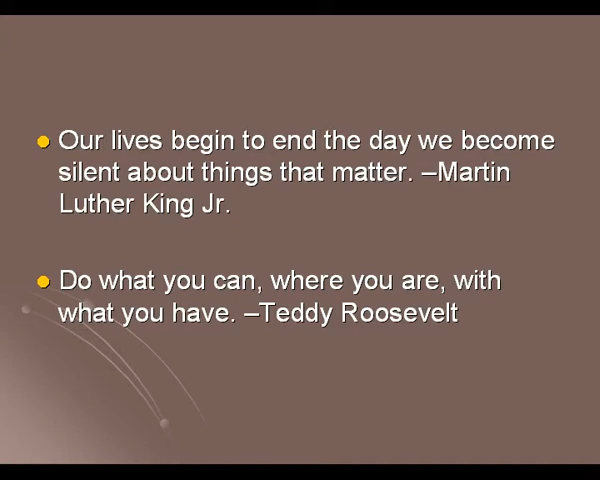 Our lives begin to end the day we become
silent about things that matter. –Martin
Luther King Jr.
Do what you can, where you are, with
what you have. –Teddy Roosevelt